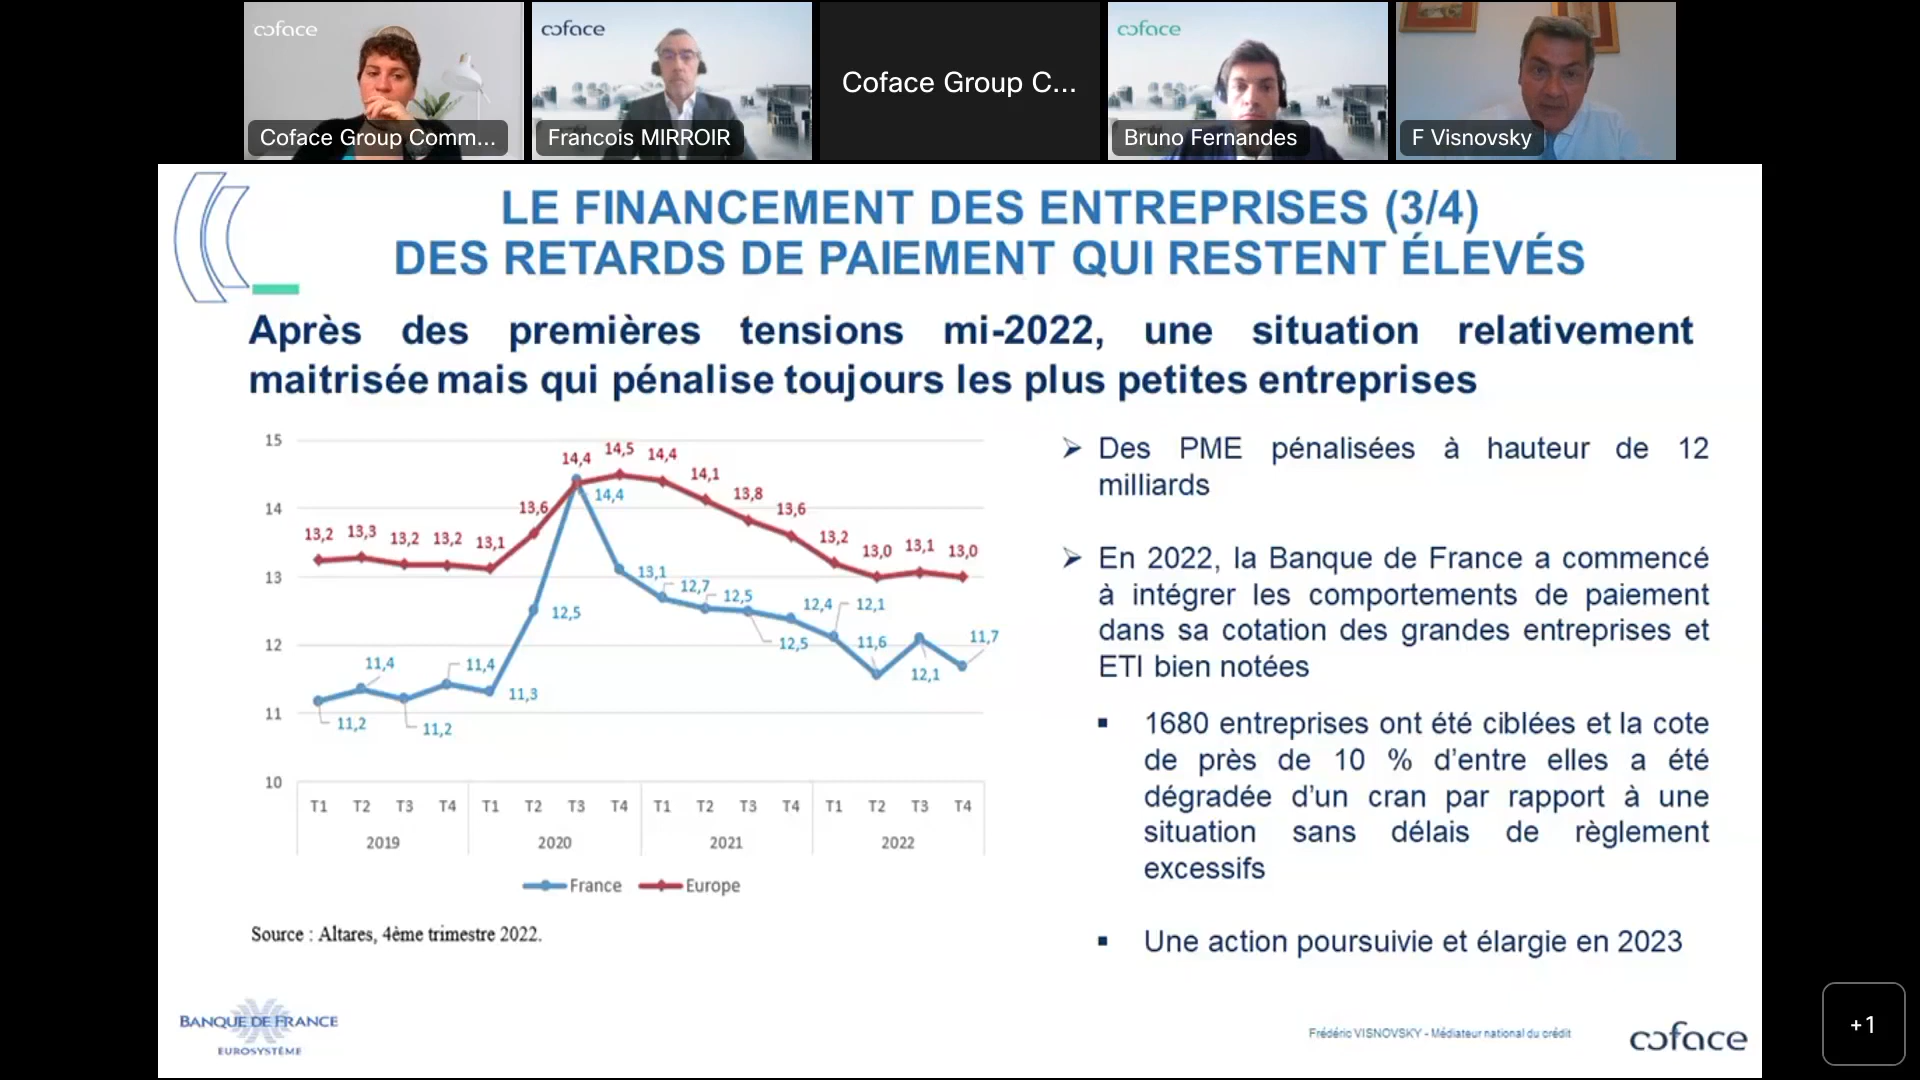 coface
Coface Group Comm...
coface
Francois MIRROIR
Coface Group C...
coface
Bruno Fernandes
F Visnovsky
LE FINANCEMENT DES ENTREPRISES (3/4)
DES RETARDS DE PAIEMENT QUI RESTENT ÉLEVÉS
Après des premières tensions mi-2022, une situation relativement
maitrisée mais qui pénalise toujours les plus petites entreprises
15
14
13
12
11
10
13,2 13,3 13,2 13,2 13,1 13,6 14,4 14,5 14,4 14,1 13,8 13,6 13,2 13,0 13,1 13,0
11,2 11,4 11,2 11,4 11,3 12,5 14,4 13,1 12,7 12,5 12,5 12,4 12,1 11,6 12,1 11,7
T1 T2 T3 T4 T1 T2 T3 T4 T1 T2 T3 T4 T1 T2 T3 T4
2019 2020 2021 2022
France Europe
Source : Altares, 4ème trimestre 2022.
Des PME pénalisées à hauteur de 12
milliards
En 2022, la Banque de France a commencé
à intégrer les comportements de paiement
dans sa cotation des grandes entreprises et
ETI bien notées
1680 entreprises ont été ciblées et la cote
de près de 10 % d'entre elles a été
dégradée d'un cran par rapport à une
situation sans délais de règlement
excessifs
Une action poursuivie et élargie en 2023
BANQUE DE FRANCE
EUROSYSTÈME
Frédéric VISNOVSKY - Médiateur national du crédit
coface
+1